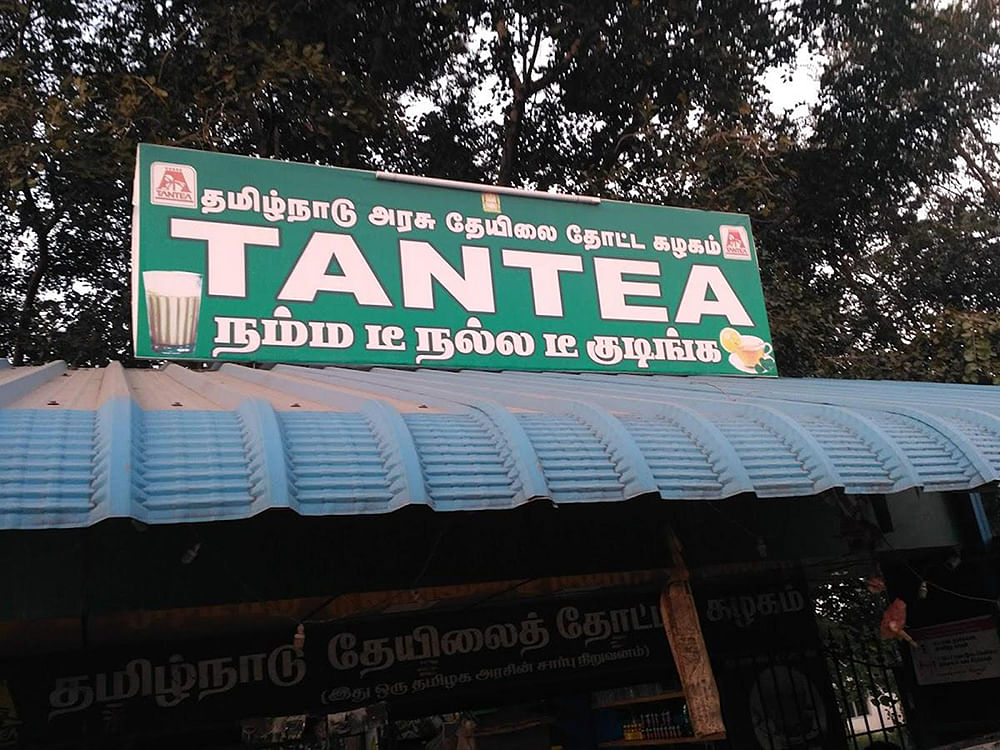 TANTEA
தமிழ்நாடு அரசு தேயிலை தோட்ட கழகம்
TANTEA
TANTEA
நம்ம டீ நல்ல டீ குடிங்க
தமிழ்நாடு தேயிலைத் தோட்ட கழகம்
(இது ஒரு தமிழக அரசின் சார்பு நிறுவனம்)